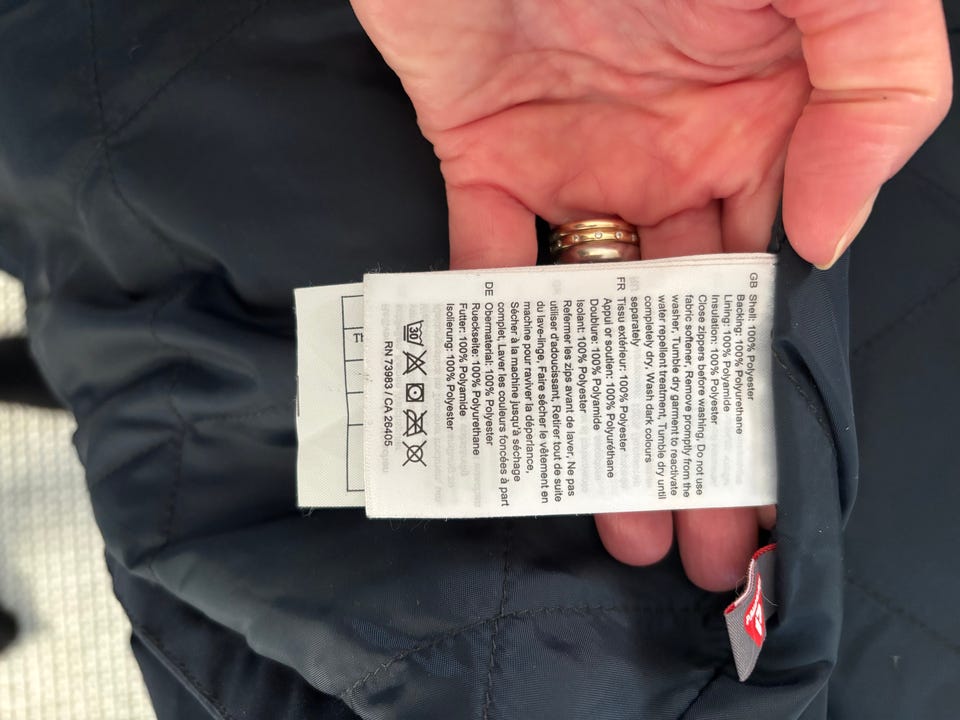 GB Shell: 100% Polyester
Backing: 100% Polyurethane
Lining: 100% Polyamide
Insulation: 100% Polyester
Close zippers before washing, Do not use
fabric softener, Remove promptly from the
washer, Tumble dry garment to reactivate
water repellent treatment, Tumble dry until
completely dry, Wash dark colours
separately
FR Tissu extérieur: 100% Polyester
Appui or soutien: 100% Polyuréthane
Doublure: 100% Polyamide
Isolant: 100% Polyester
Refermer les zips avant de laver, Ne pas
utiliser d'adoucissant, Retirer tout de suite
du lave-linge, Faire sécher le vêtement en
machine pour raviver la déperlance,
Sécher à la machine jusqu'à séchage
complet, Laver les couleurs foncées à part
DE Obermaterial: 100% Polyester
Rueckseite: 100% Polyurethane
Futter: 100% Polyamide
Isolierung: 100% Polyester
30
RN 73983 / CA 26405